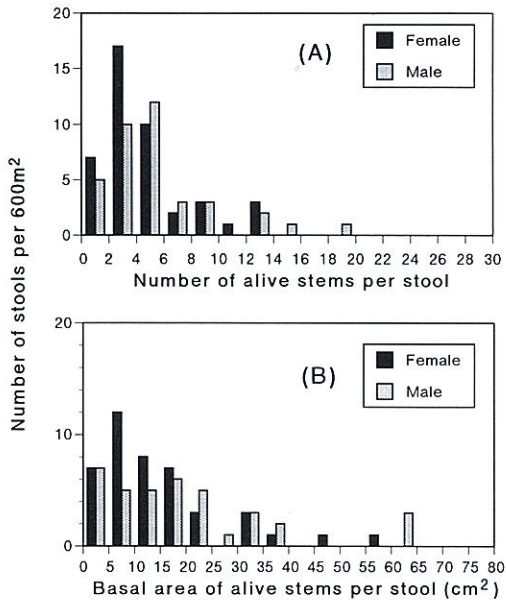 20
(A)
Female
Male
15
10
5
0
0 2 4 6 8 10 12 14 16 18 20 22 24 26 28 30
Number of alive stems per stool
Number of stools per 600m²
20
(B)
Female
Male
10
0
0 5 10 15 20 25 30 35 40 45 50 55 60 65 70 75 80
Basal area of alive stems per stool (cm²)